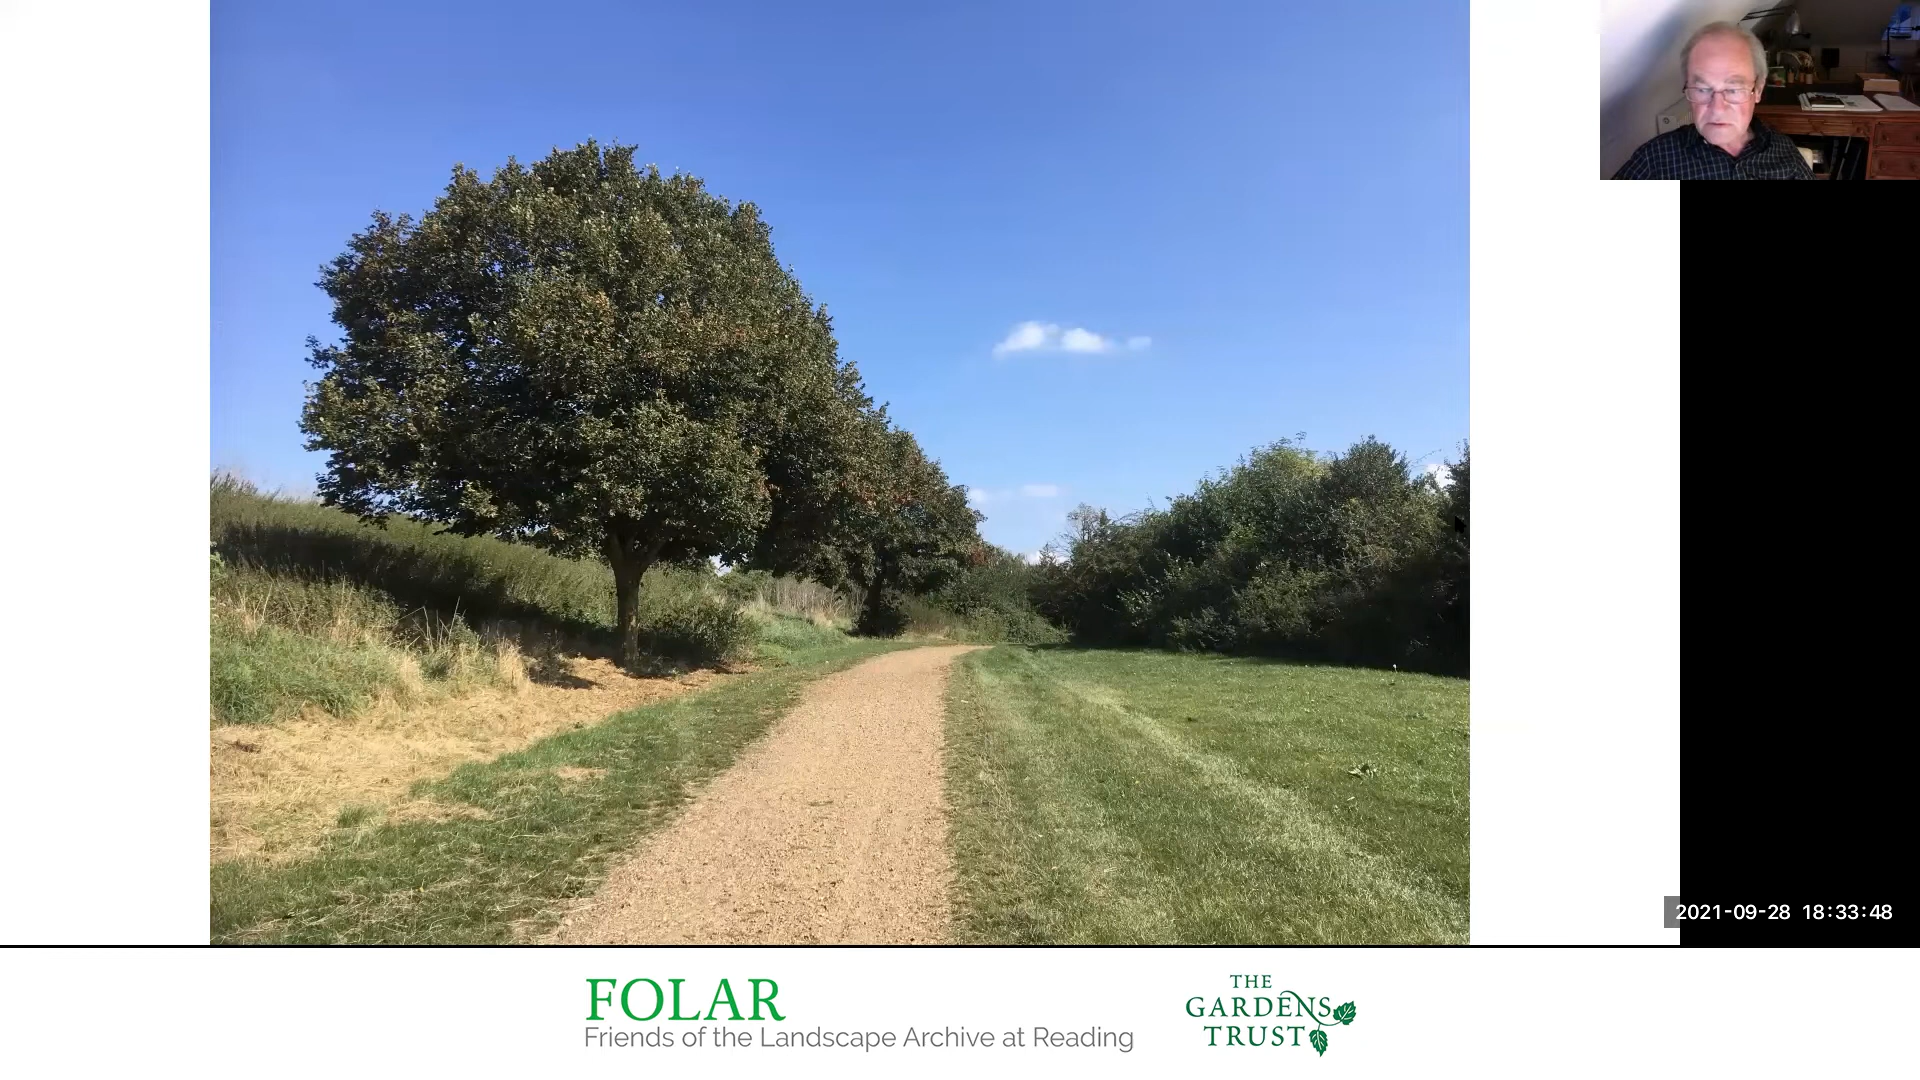 2021-09-28 18:33:48
FOLAR
Friends of the Landscape Archive at Reading
THE
GARDENS
TRUST